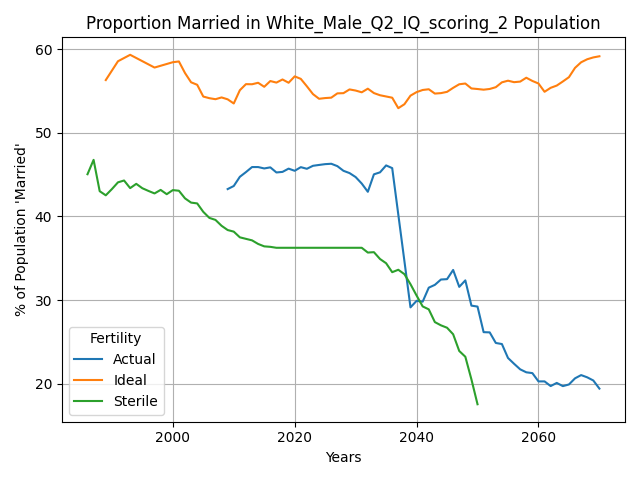 Proportion Married in White_Male_Q2_IQ_scoring_2 Population
% of Population 'Married'
60
50
40
30
20
Fertility
Actual
Ideal
Sterile
2000 2020 2040 2060
Years